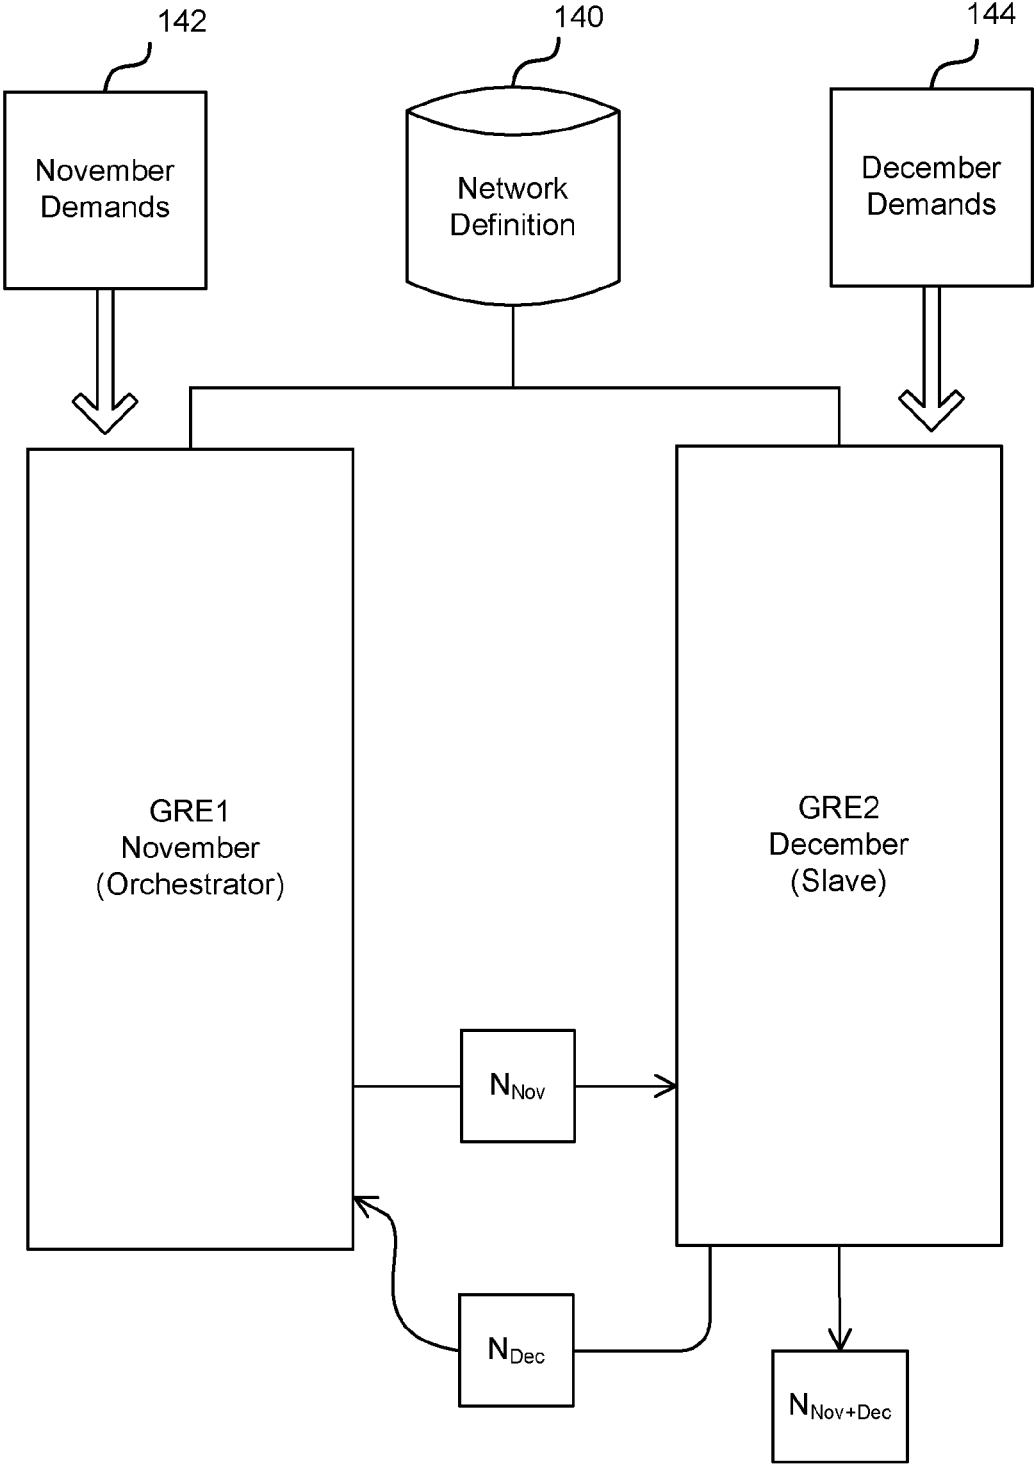 142
140
144
November
Demands
Network
Definition
December
Demands
GRE1
November
(Orchestrator)
GRE2
December
(Slave)
NNov
NDec
NNov+Dec